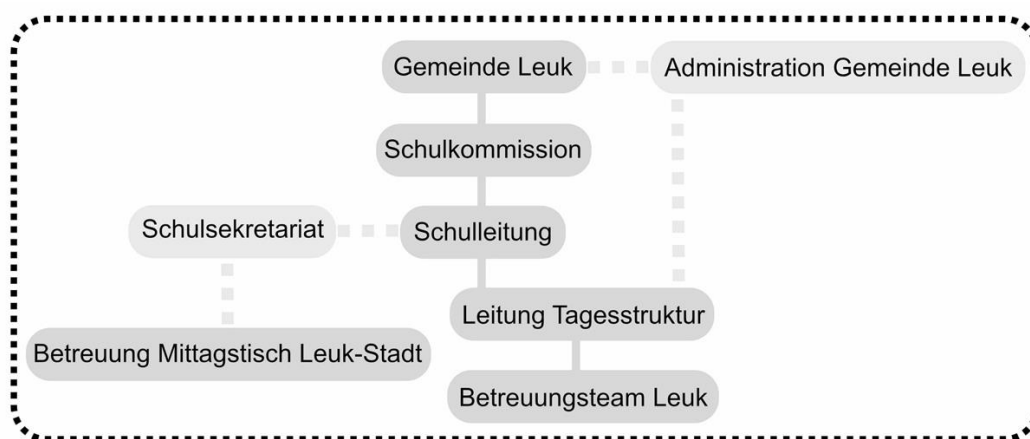 Gemeinde Leuk
Administration Gemeinde Leuk
Schulkommission
Schulsekretariat
Schulleitung
Leitung Tagesstruktur
Betreuung Mittagstisch Leuk-Stadt
Betreuungsteam Leuk